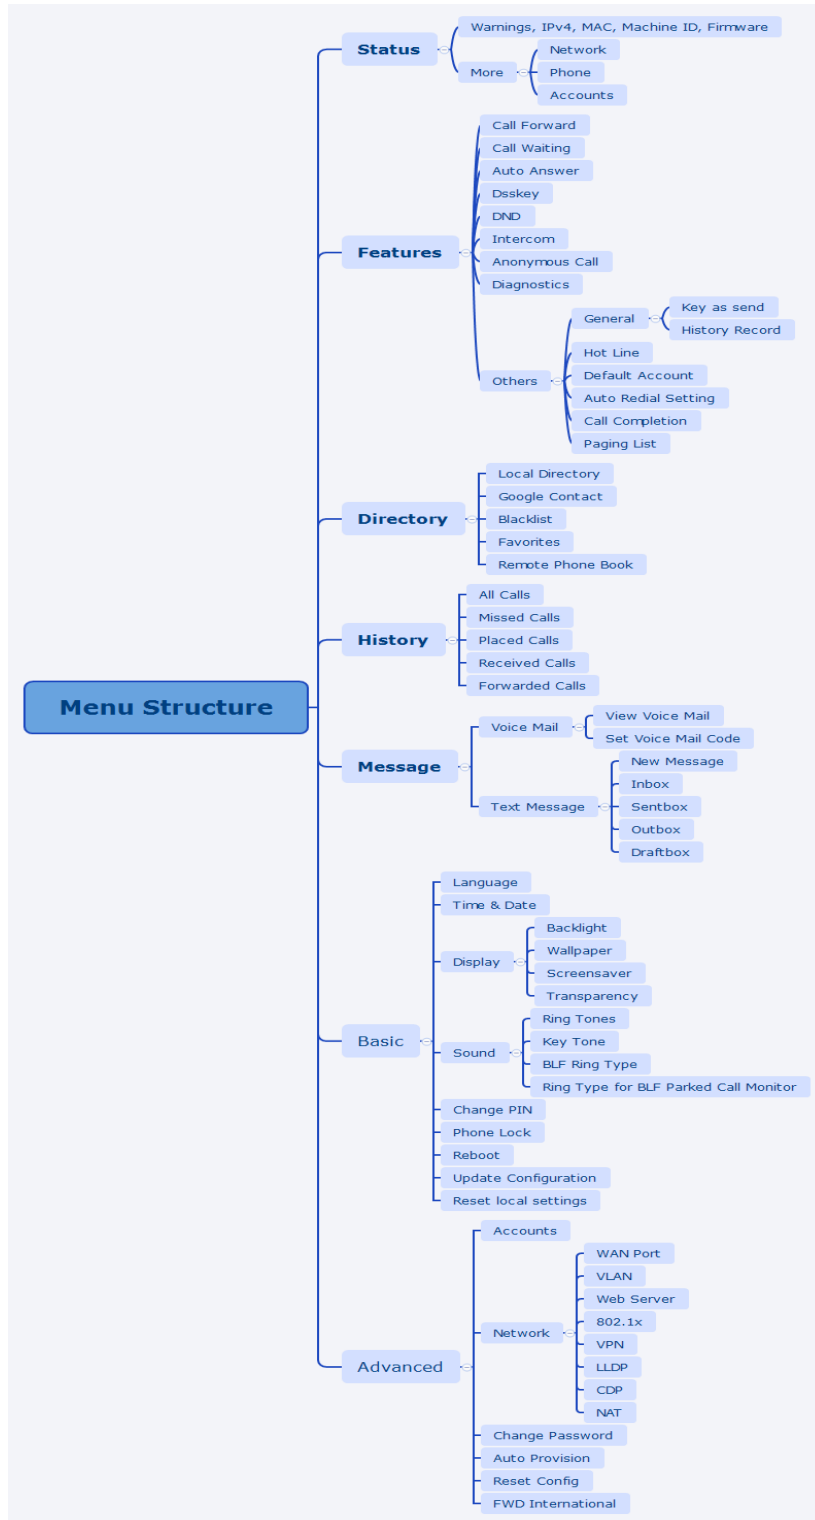 Menu Structure
Status
Warnings, IPv4, MAC, Machine ID, Firmware
More
Network
Phone
Accounts
Features
Call Forward
Call Waiting
Auto Answer
Dsskey
DND
Intercom
Anonymous Call
Diagnostics
Others
General
Key as send
History Record
Hot Line
Default Account
Auto Redial Setting
Call Completion
Paging List
Directory
Local Directory
Google Contact
Blacklist
Favorites
Remote Phone Book
History
All Calls
Missed Calls
Placed Calls
Received Calls
Forwarded Calls
Message
Voice Mail
View Voice Mail
Set Voice Mail Code
Text Message
New Message
Inbox
Sentbox
Outbox
Draftbox
Basic
Language
Time & Date
Display
Backlight
Wallpaper
Screensaver
Transparency
Sound
Ring Tones
Key Tone
BLF Ring Type
Ring Type for BLF Parked Call Monitor
Change PIN
Phone Lock
Reboot
Update Configuration
Reset local settings
Advanced
Accounts
Network
WAN Port
VLAN
Web Server
802.1x
VPN
LLDP
CDP
NAT
Change Password
Auto Provision
Reset Config
FWD International